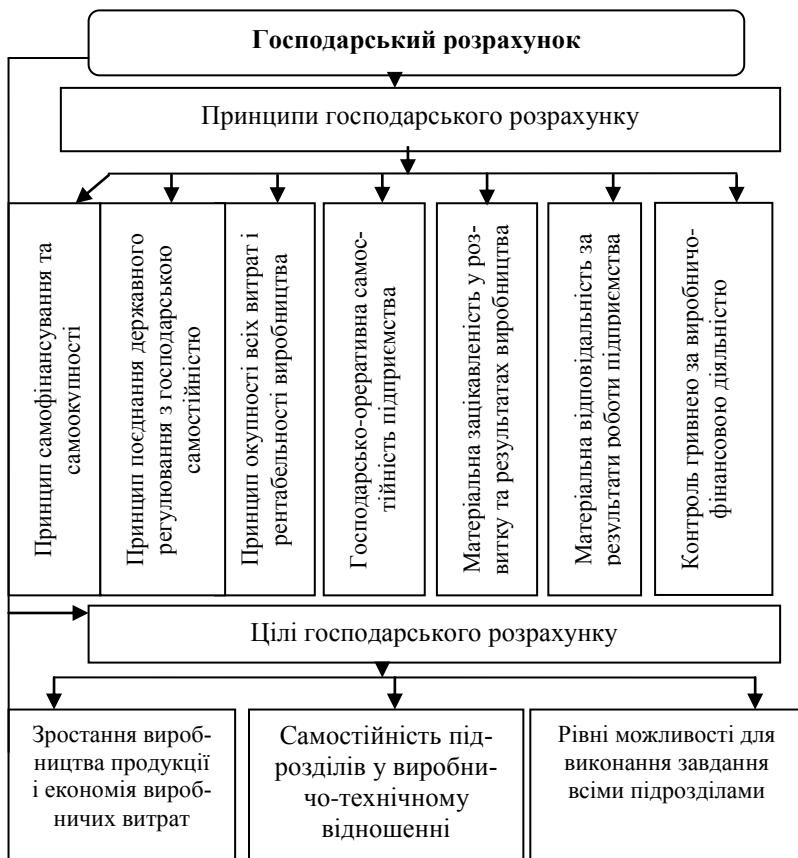 Господарський розрахунок
Принципи господарського розрахунку
Принцип самофінансування та
самоокупності
Принцип поєднання державного
регулювання з господарською
самостійністю
Принцип окупності всіх витрат і
рентабельності виробництва
Господарсько-ореративна самос-
тійність підприємства
Матеріальна зацікавленість у роз-
витку та результатах виробництва
Матеріальна відповідальність за
результати роботи підприємства
Контроль гривнею за виробничо-
фінансовою діяльністю
Цілі господарського розрахунку
Зростання вироб-
ництва продукції
і економія вироб-
ничих витрат
Самостійність під-
розділів у виробни-
чо-технічному
відношенні
Рівні можливості для
виконання завдання
всіми підрозділами